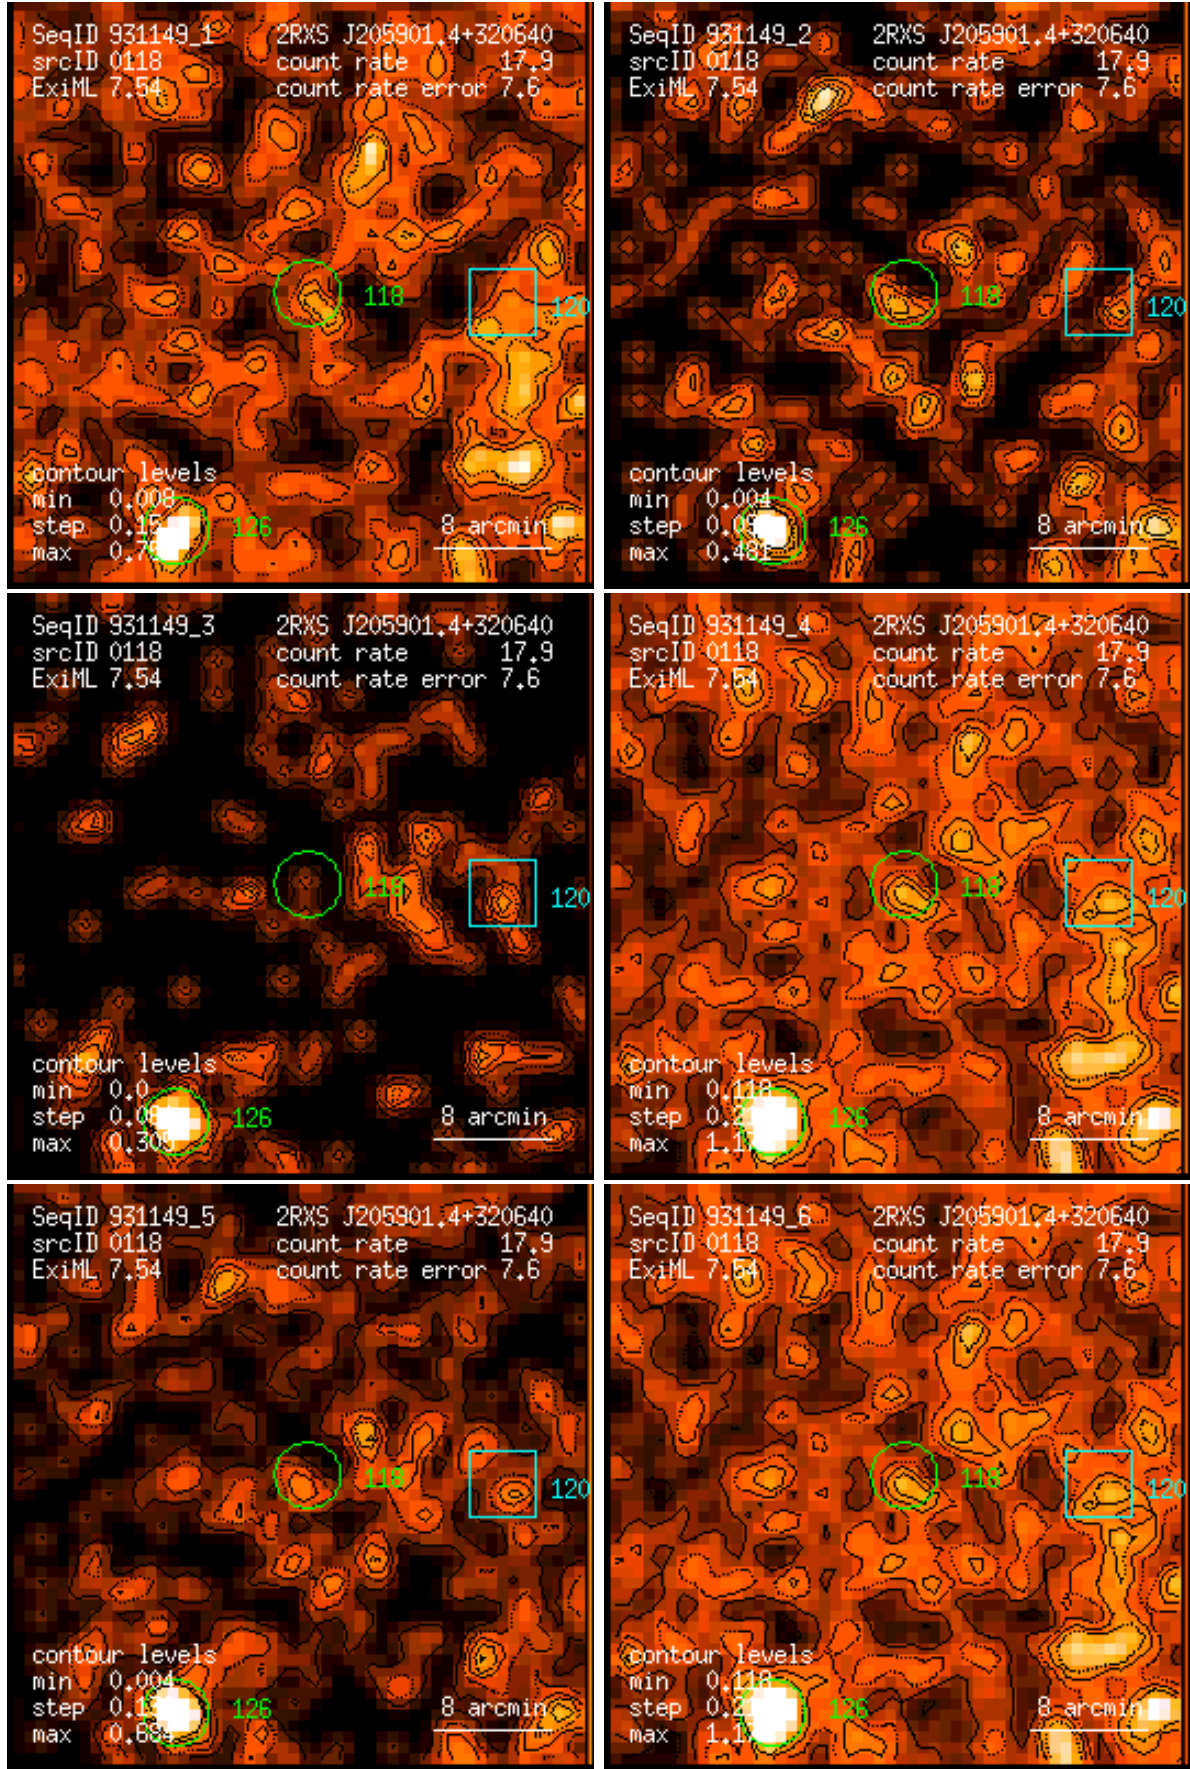 SeqID 931149_1 2RXS J205901.4+320640
srcID 0118 count rate 17.9
ExiML 7.54 count rate error 7.6
118
120
contour levels
min 0.008
step
max
126
8 arcmin
SeqID 931149_2 2RXS J205901.4+320640
srcID 0118 count rate 17.9
ExiML 7.54 count rate error 7.6
118
120
contour levels
min 0.004
step
max 0.481
126
8 arcmin
SeqID 931149_3 2RXS J205901.4+320640
srcID 0118 count rate 17.9
ExiML 7.54 count rate error 7.6
118
120
contour levels
min 0.0
step
max
126
8 arcmin
SeqID 931149_4 2RXS J205901.4+320640
srcID 0118 count rate 17.9
ExiML 7.54 count rate error 7.6
118
120
contour levels
min 0.118
step
max
126
8 arcmin
SeqID 931149_5 2RXS J205901.4+320640
srcID 0118 count rate 17.9
ExiML 7.54 count rate error 7.6
118
120
contour levels
min 0.004
step
max 0.684
126
8 arcmin
SeqID 931149_6 2RXS J205901.4+320640
srcID 0118 count rate 17.9
ExiML 7.54 count rate error 7.6
118
120
contour levels
min 0.118
step
max
126
8 arcmin